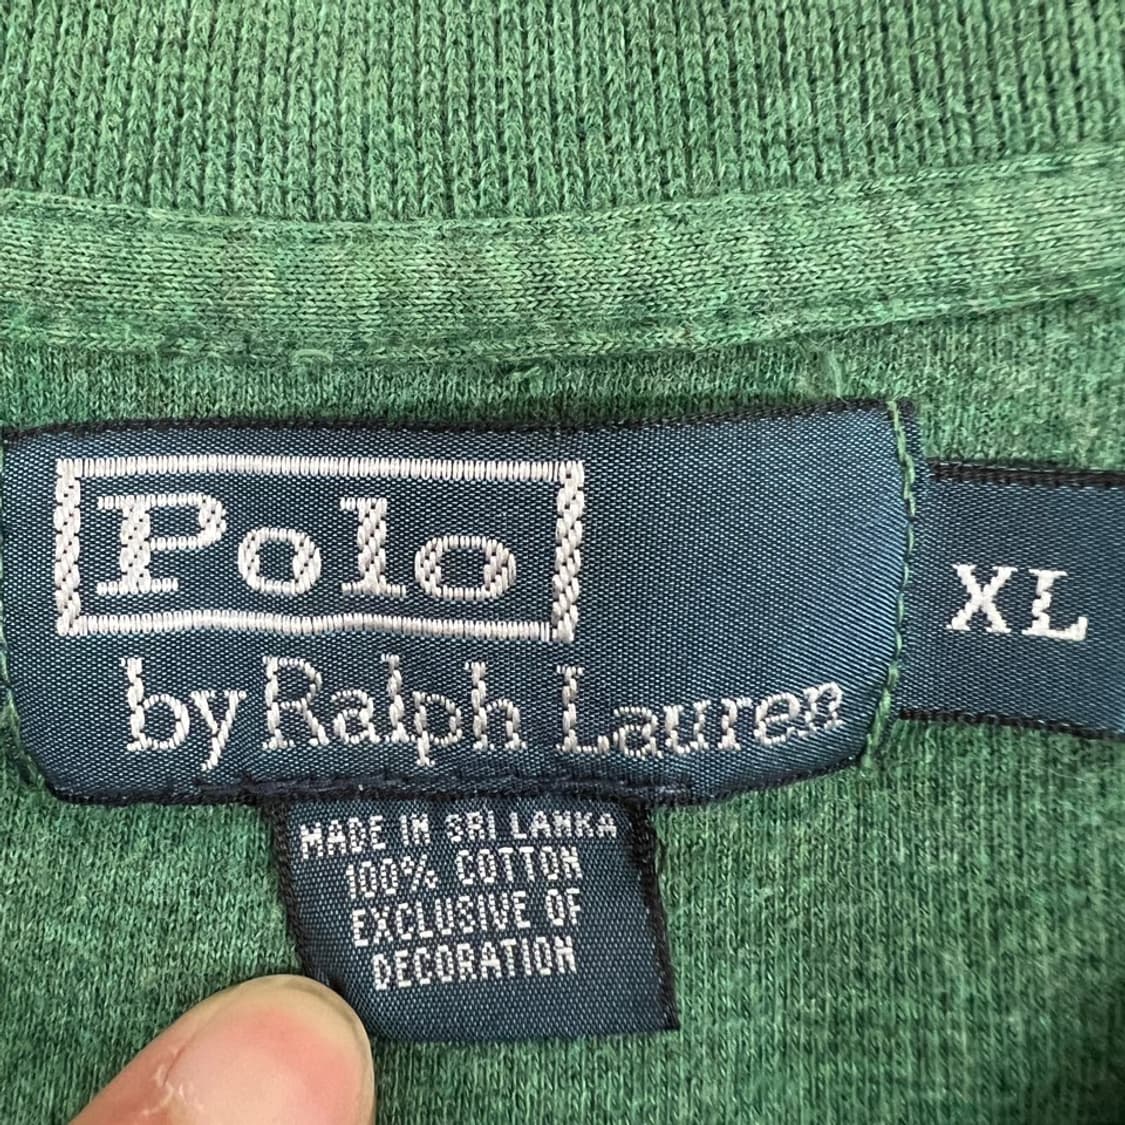 Polo
by Ralph Lauren
XL
MADE IN SRI LANKA
100% COTTON
EXCLUSIVE OF
DECORATION